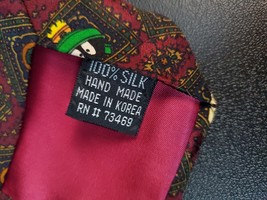 100% SILK
HAND MADE
MADE IN KOREA
RN # 73469